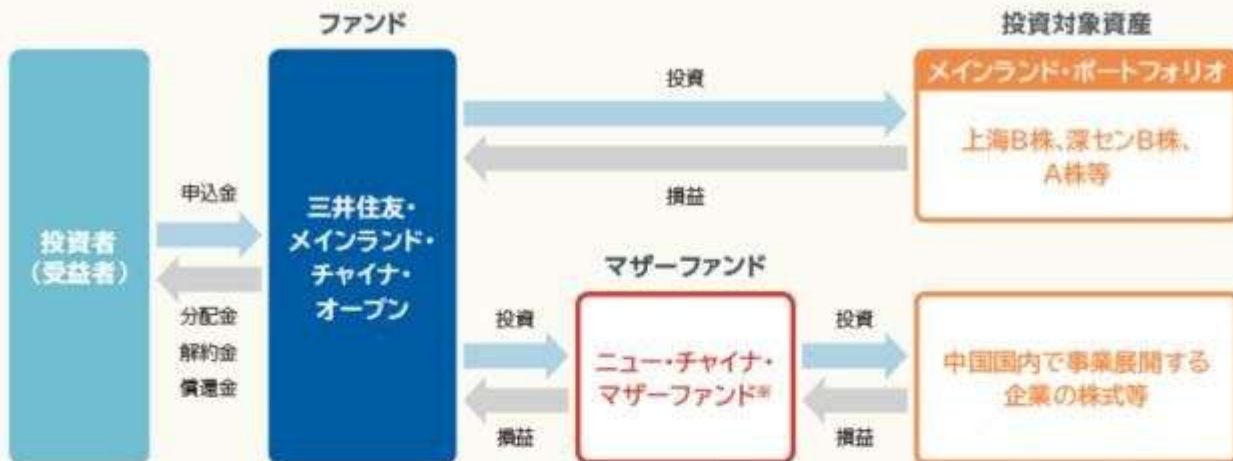 ファンド
投資対象資産
投資者
(受益者)
申込金
分配金
解約金
償還金
三井住友・
メインランド・
チャイナ・
オープン
投資
損益
メインランド・ポートフォリオ
上海B株、深センB株、
A株等
マザーファンド
投資
損益
ニュー・チャイナ・
マザーファンド※
投資
損益
中国国内で事業展開する
企業の株式等